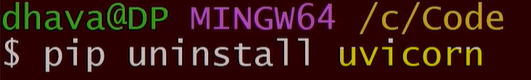 dhava@DP MINGW64 /c/Code
$ pip uninstall uvicorn